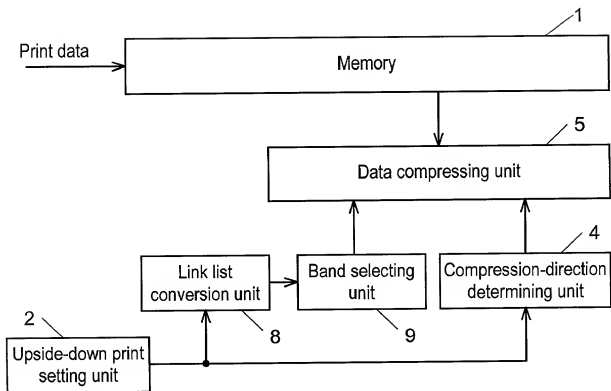 1
Print data
Memory
5
Data compressing unit
4
Link list
conversion unit
Band selecting
unit
Compression-direction
determining unit
2
8
9
Upside-down print
setting unit